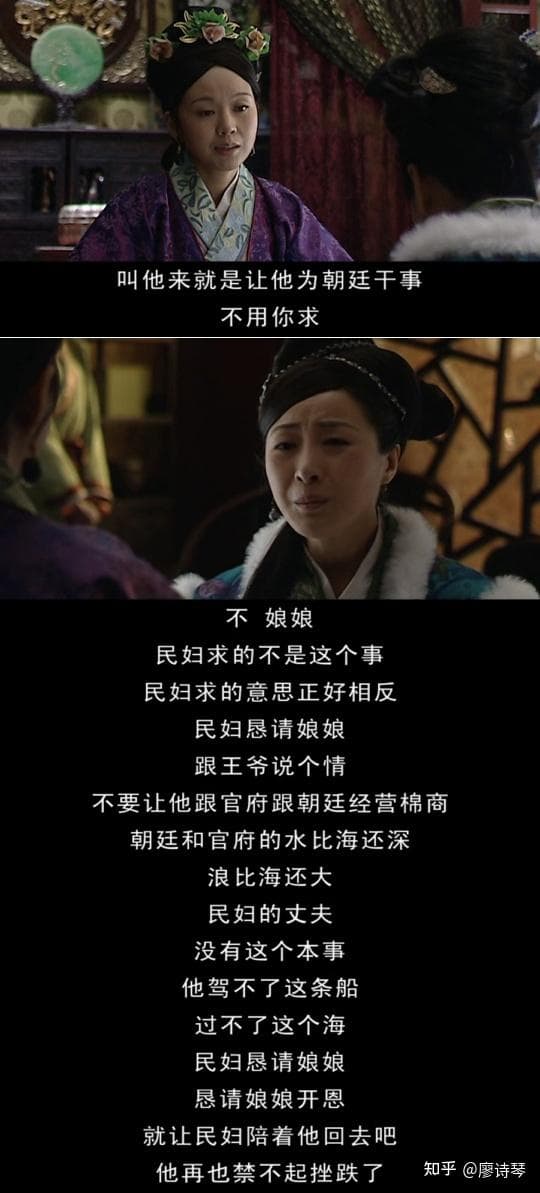 叫他来就是让他为朝廷干事
不用你求
不 娘娘
民妇求的不是这个事
民妇求的意思正好相反
民妇恳请娘娘
跟王爷说个情
不要让他跟官府跟朝廷经营棉商
朝廷和官府的水比海还深
浪比海还大
民妇的丈夫
没有这个本事
他驾不了这条船
过不了这个海
民妇恳请娘娘
恳请娘娘开恩
就让民妇陪着他回去吧
他再也禁不起挫跌了
知乎 @廖诗琴